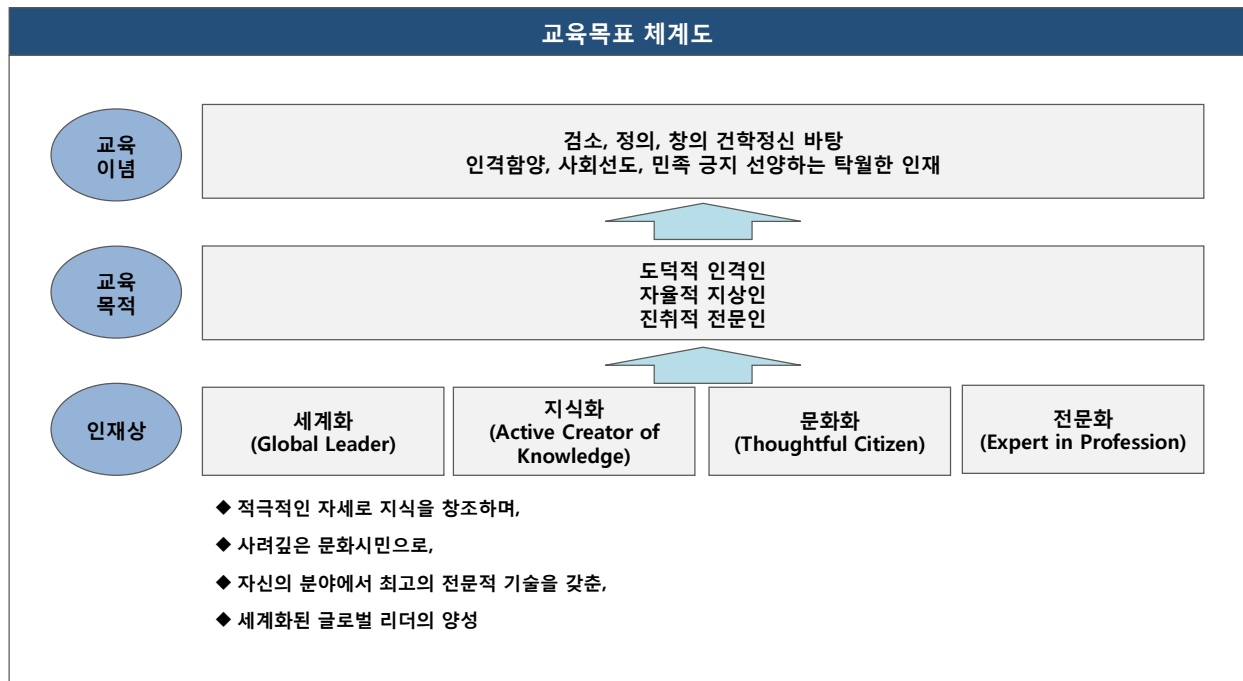 교육목표 체계도
교육
이념
검소, 정의, 창의 건학정신 바탕
인격함양, 사회선도, 민족 긍지 선양하는 탁월한 인재
교육
목적
도덕적 인격인
자율적 지상인
진취적 전문인
인재상
세계화
(Global Leader)
지식화
(Active Creator of
Knowledge)
문화화
(Thoughtful Citizen)
전문화
(Expert in Profession)
◆ 적극적인 자세로 지식을 창조하며,
◆ 사려깊은 문화시민으로,
◆ 자신의 분야에서 최고의 전문적 기술을 갖춘,
◆ 세계화된 글로벌 리더의 양성